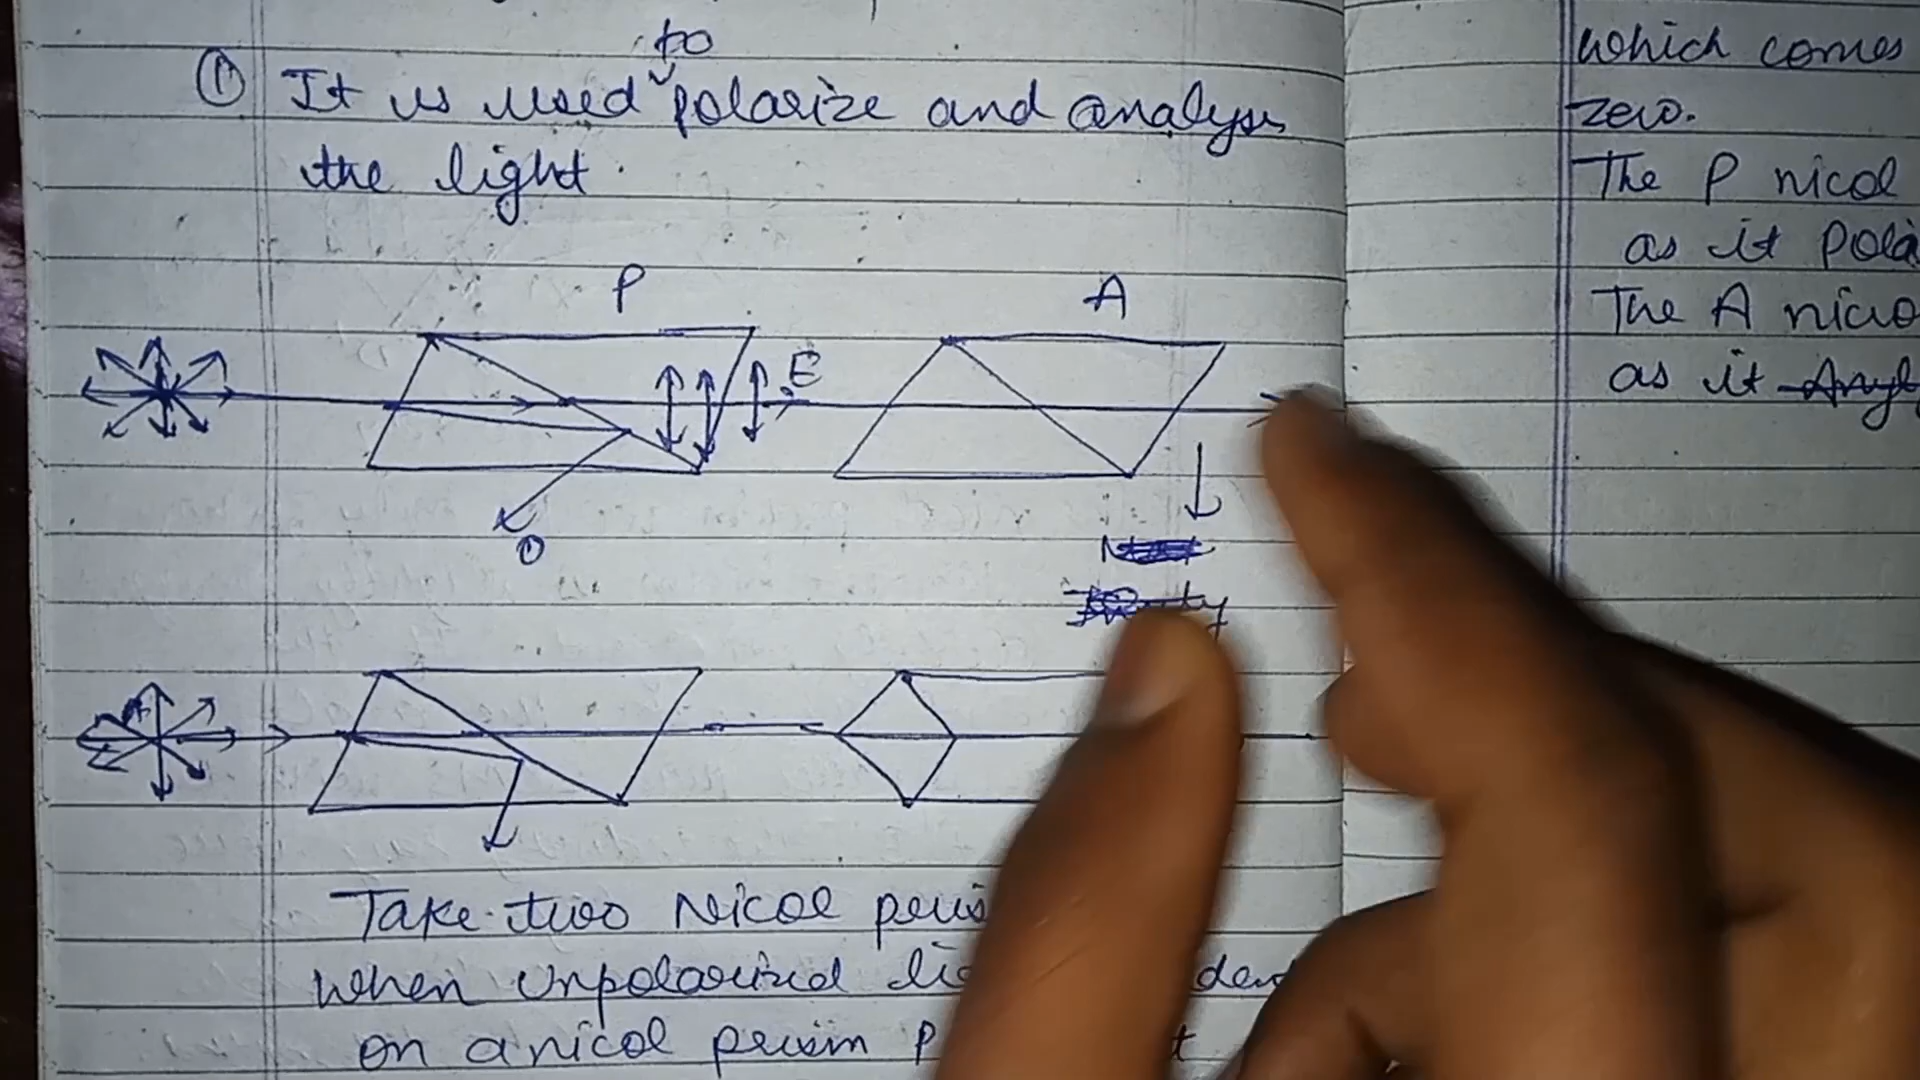 to
① It is used polarize and analyse
the light.
P
A
E
O
Take two Nicol
when unpolarized
on a nicol prism P
which comes
zero.
The P nicol
as it
The A
as it